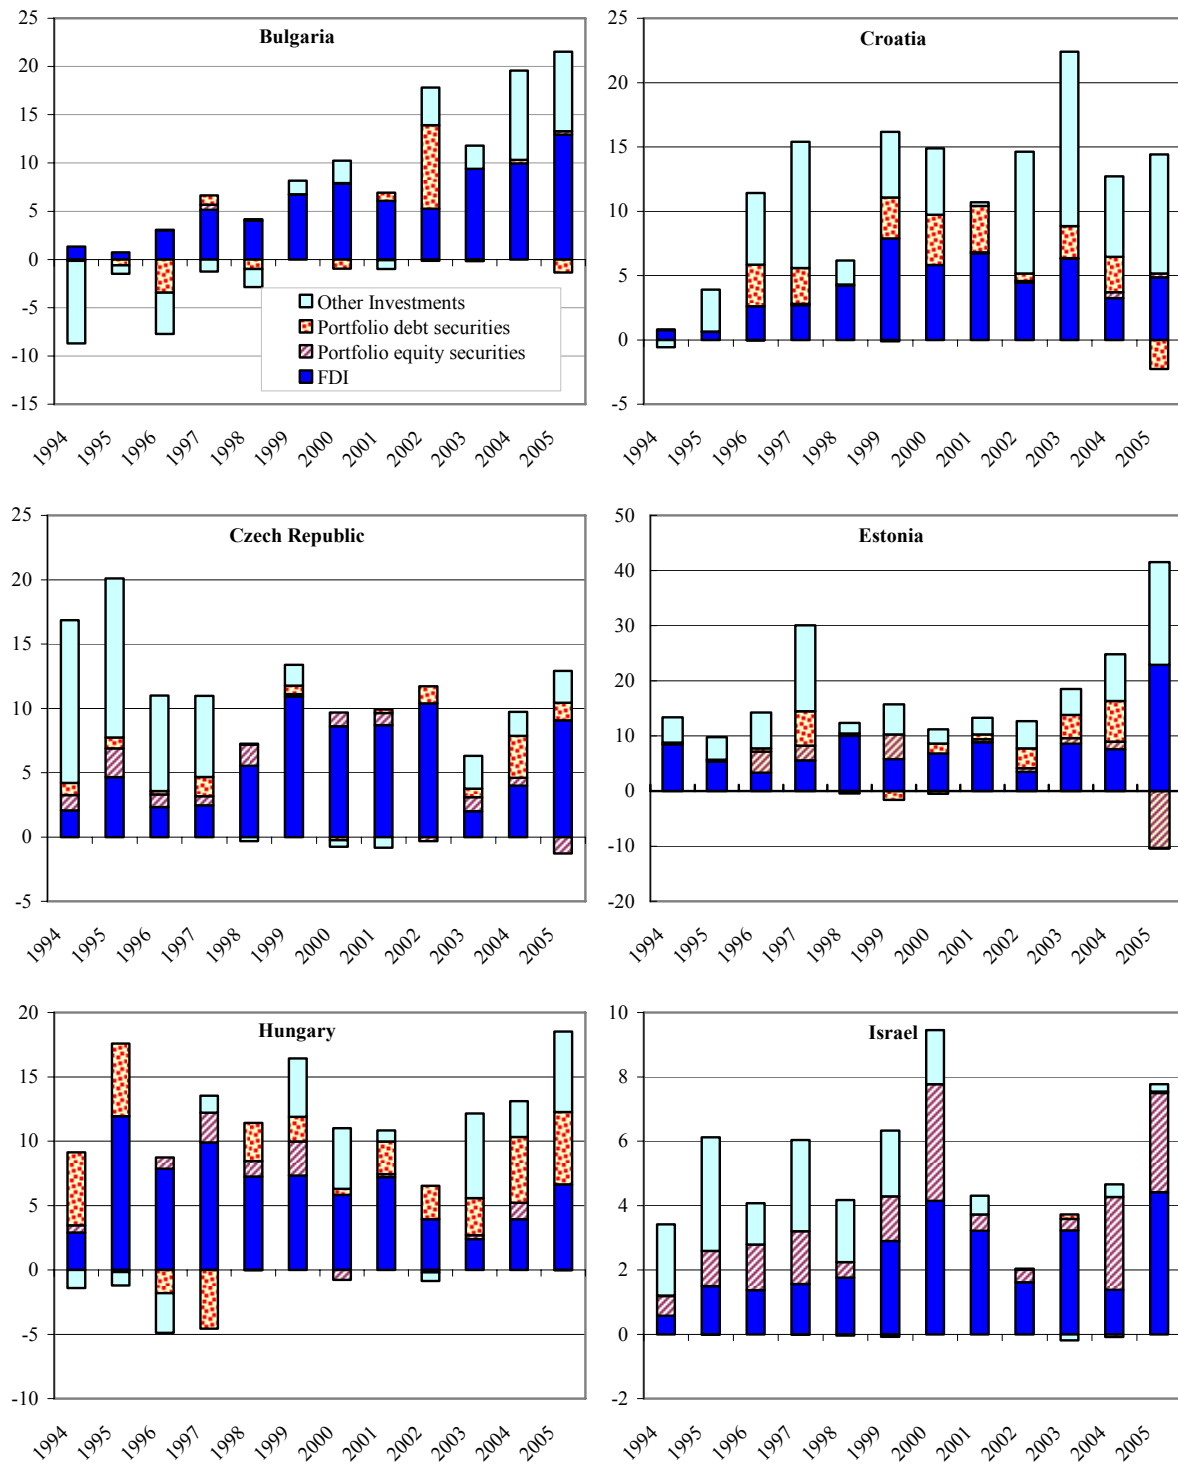 Bulgaria
25
20
15
10
5
0
-5
-10
-15
Other Investments
Portfolio debt securities
Portfolio equity securities
FDI
1994 1995 1996 1997 1998 1999 2000 2001 2002 2003 2004 2005
Croatia
25
20
15
10
5
0
-5
1994 1995 1996 1997 1998 1999 2000 2001 2002 2003 2004 2005
Czech Republic
25
20
15
10
5
0
-5
1994 1995 1996 1997 1998 1999 2000 2001 2002 2003 2004 2005
Estonia
50
40
30
20
10
0
-10
-20
1994 1995 1996 1997 1998 1999 2000 2001 2002 2003 2004 2005
Hungary
20
15
10
5
0
-5
-10
1994 1995 1996 1997 1998 1999 2000 2001 2002 2003 2004 2005
Israel
10
8
6
4
2
0
-2
1994 1995 1996 1997 1998 1999 2000 2001 2002 2003 2004 2005